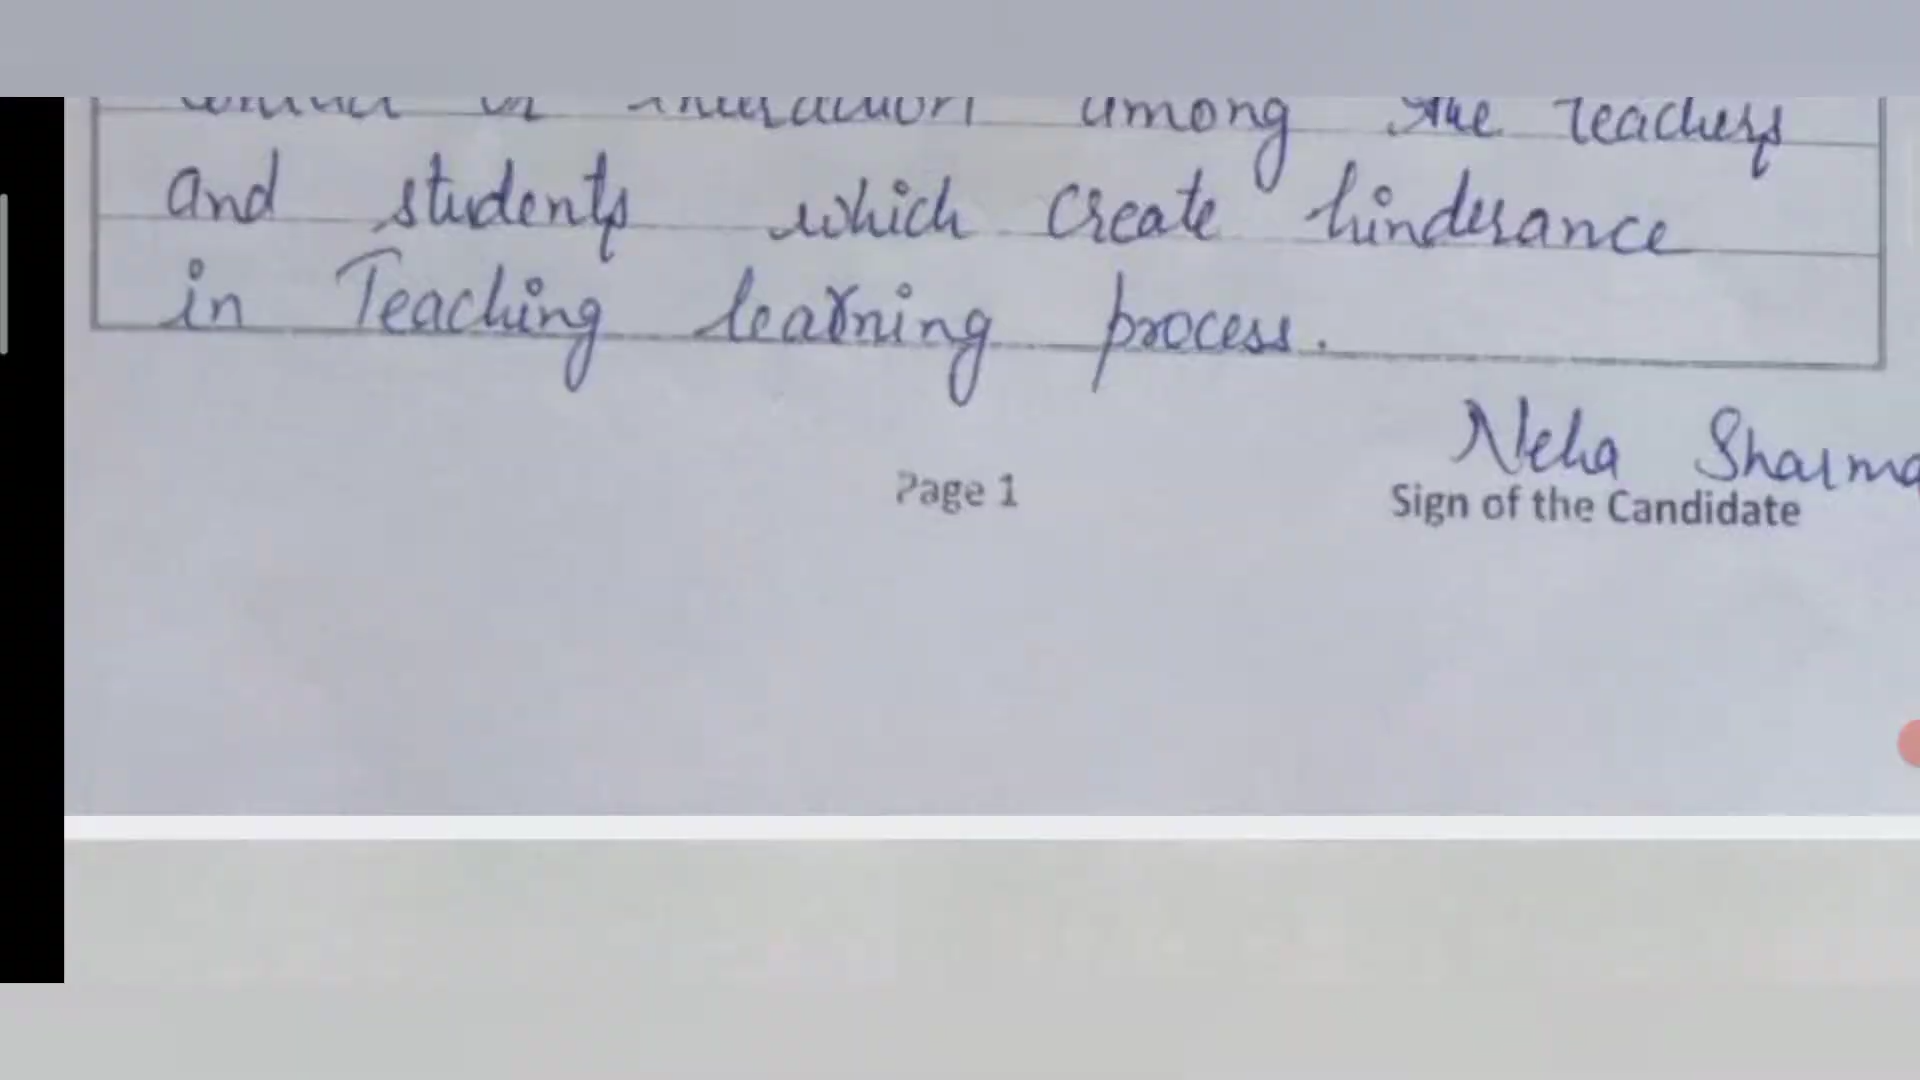 among the teachers
and students which create hinderance
in Teaching learning process.
Neha Sharma
Page 1
Sign of the Candidate